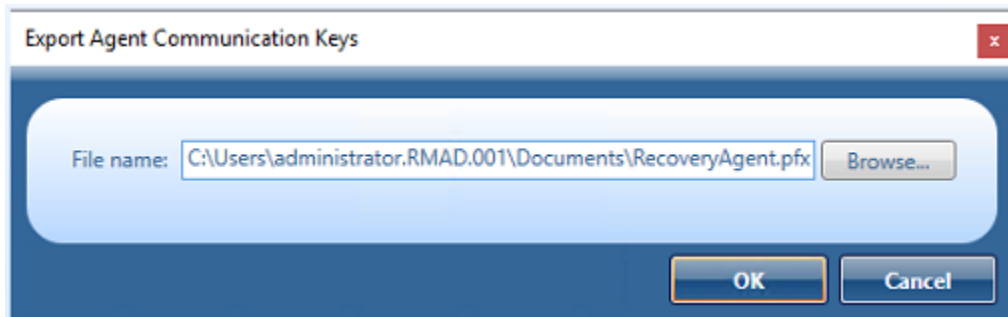 Export Agent Communication Keys
x
File name: C:\Users\administrator.RMAD.001\Documents\RecoveryAgent.pfx Browse...
OK Cancel